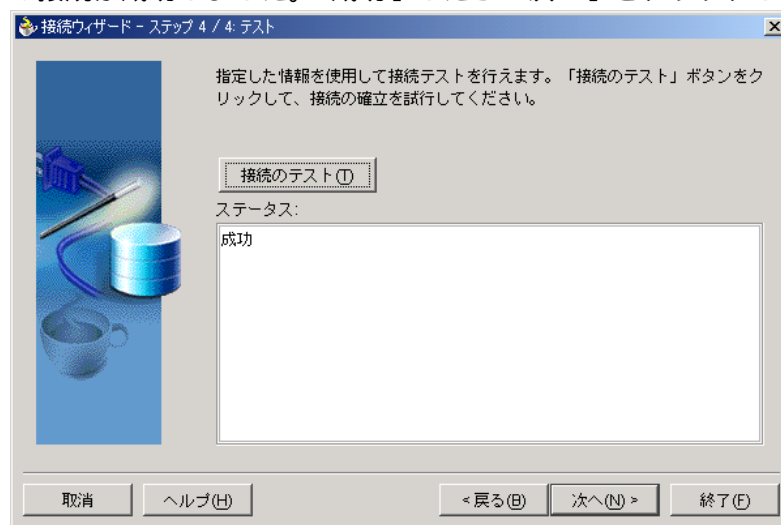 接続ウィザード - ステップ 4 / 4: テスト
指定した情報を使用して接続テストを行えます。「接続のテスト」ボタンをク
リックして、接続の確立を試行してください。
接続のテスト(T)
ステータス:
成功
取消
ヘルプ(H)
<戻る(B)
次へ(N)>
終了(F)